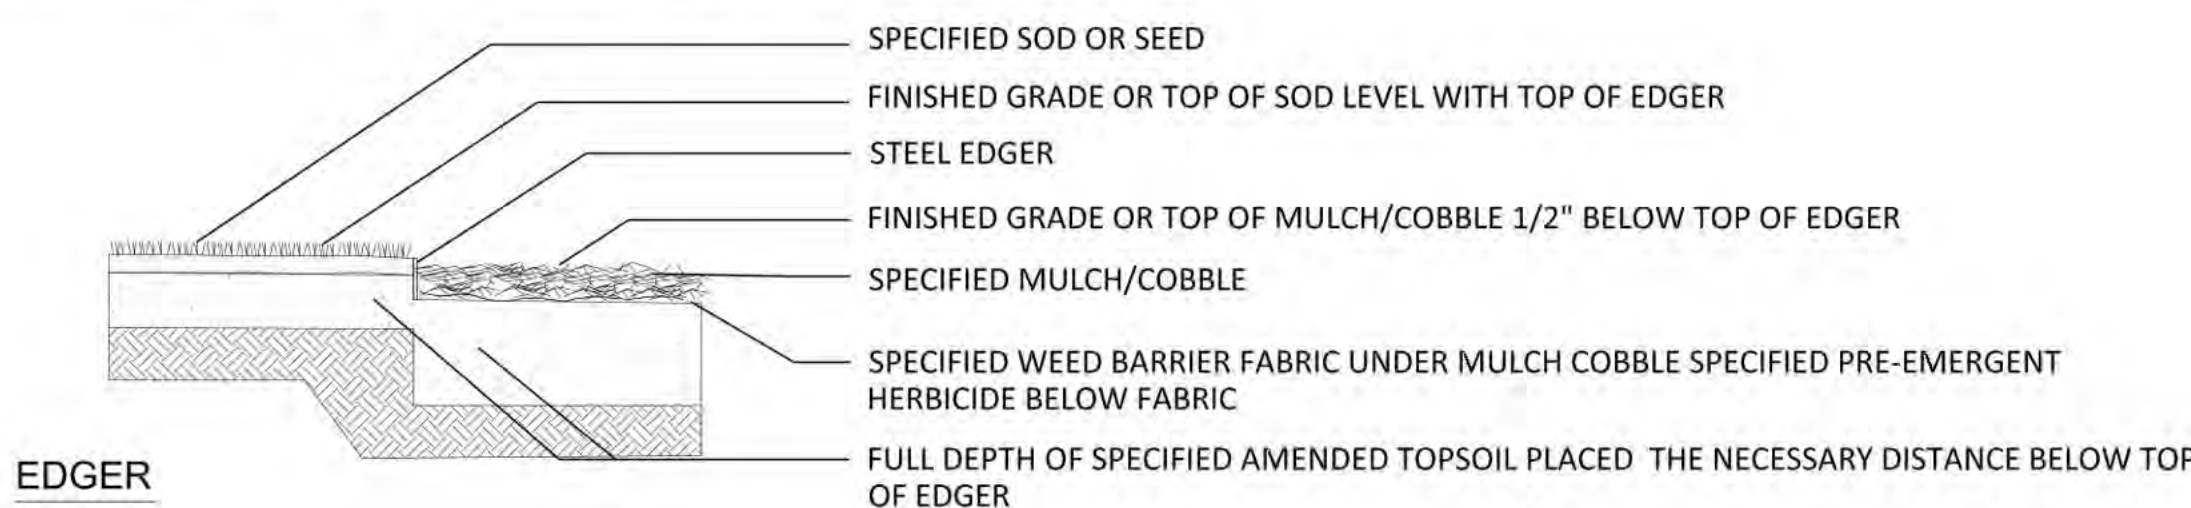 SPECIFIED SOD OR SEED
FINISHED GRADE OR TOP OF SOD LEVEL WITH TOP OF EDGER
STEEL EDGER
FINISHED GRADE OR TOP OF MULCH/COBBLE 1/2" BELOW TOP OF EDGER
SPECIFIED MULCH/COBBLE
SPECIFIED WEED BARRIER FABRIC UNDER MULCH COBBLE SPECIFIED PRE-EMERGENT
HERBICIDE BELOW FABRIC
FULL DEPTH OF SPECIFIED AMENDED TOPSOIL PLACED THE NECESSARY DISTANCE BELOW TOP
OF EDGER
EDGER